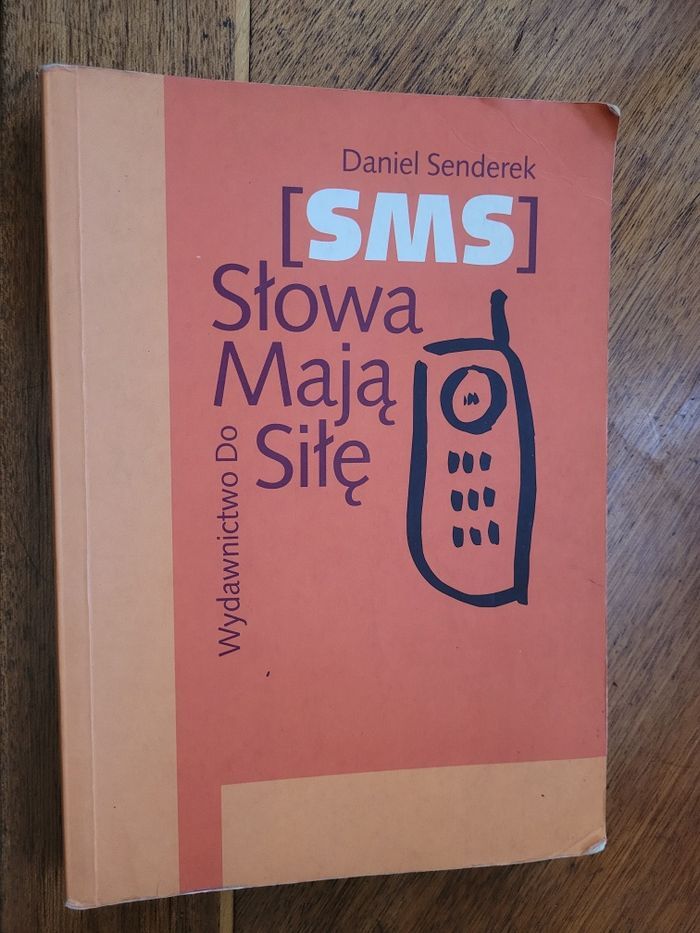 Daniel Senderek
[SMS]
Słowa
Mają
Siłę
Wydawnictwo Do